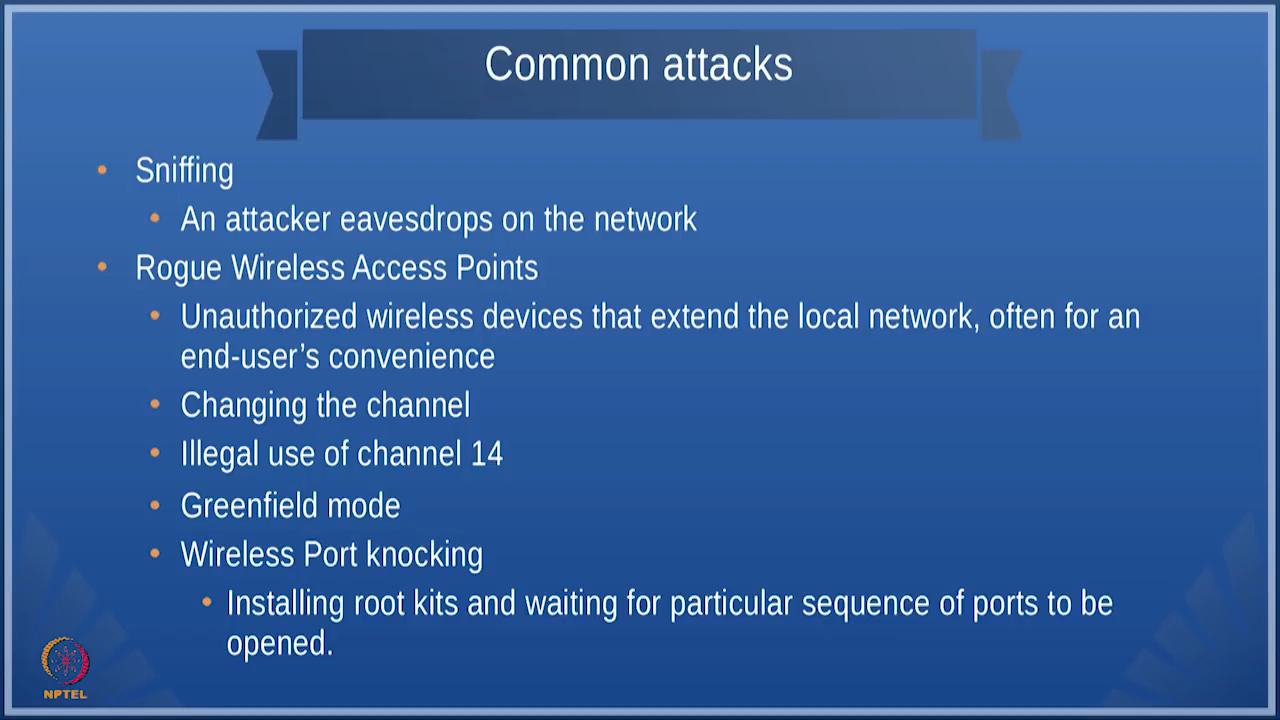 Common attacks
• Sniffing
• An attacker eavesdrops on the network
• Rogue Wireless Access Points
• Unauthorized wireless devices that extend the local network, often for an
end-user’s convenience
• Changing the channel
• Illegal use of channel 14
• Greenfield mode
• Wireless Port knocking
• Installing root kits and waiting for particular sequence of ports to be
opened.
NPTEL